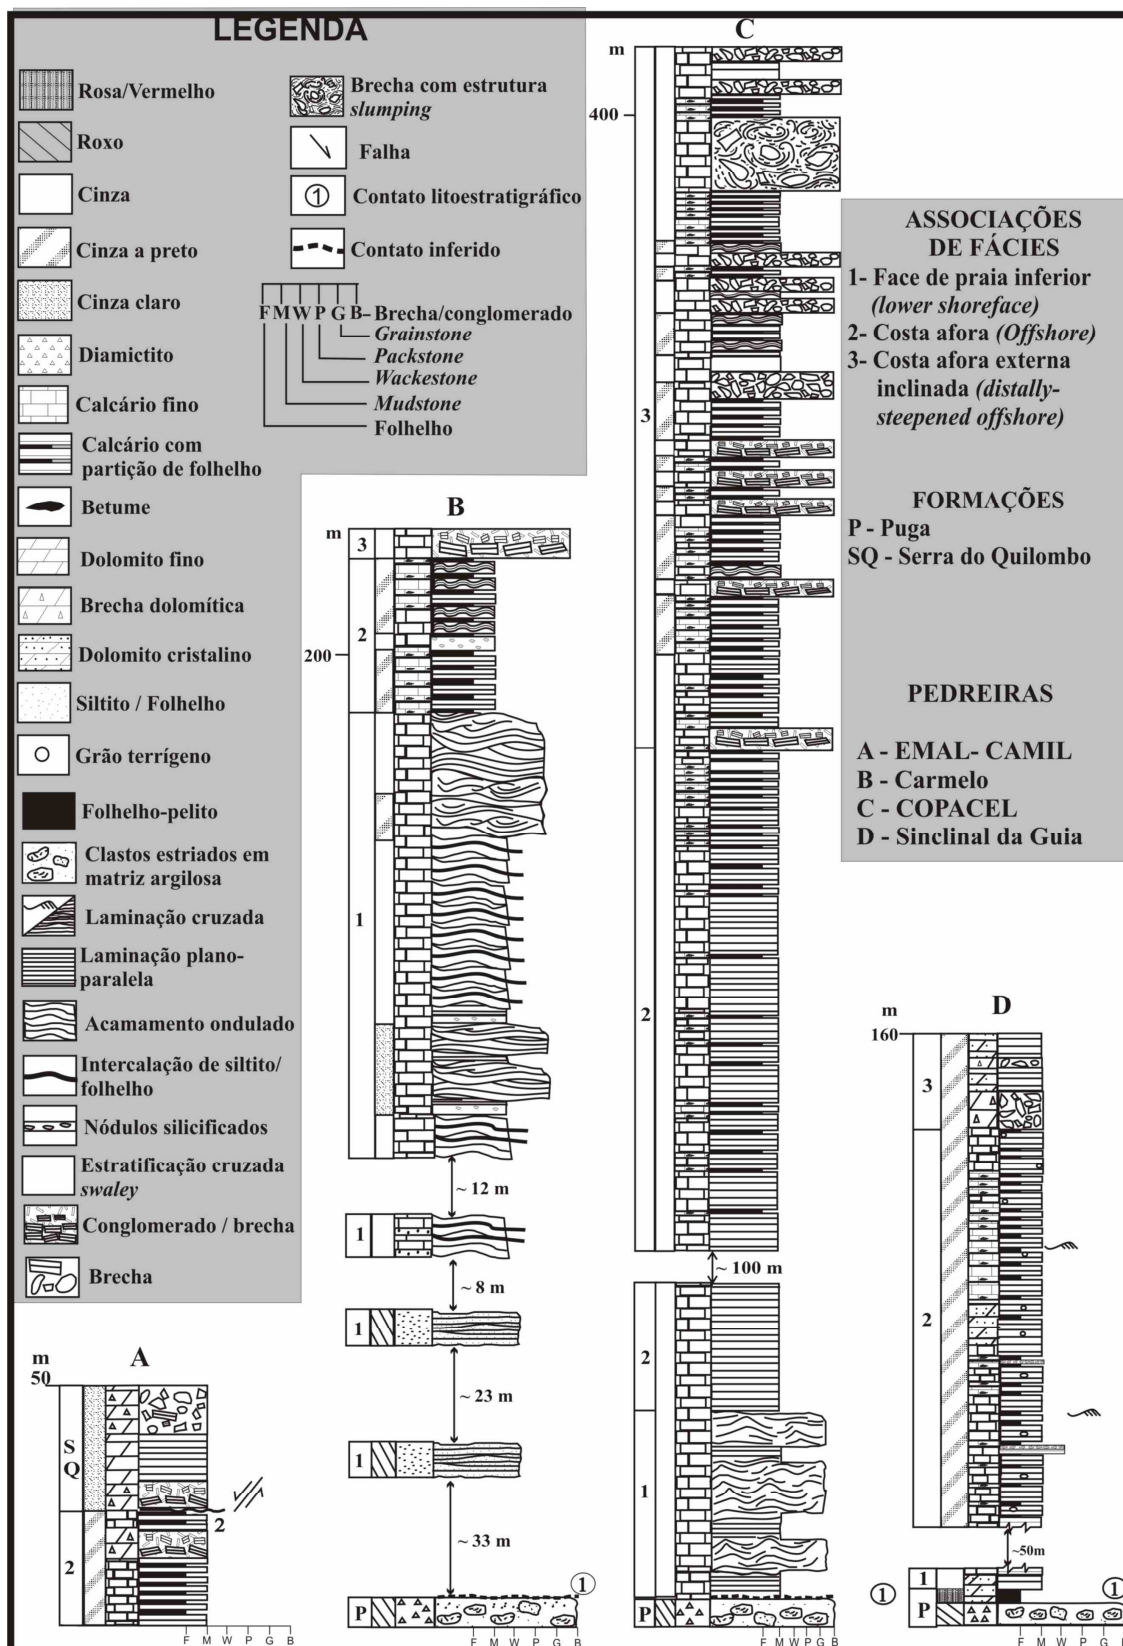 LEGENDA
Rosa/Vermelho
Roxo
Cinza
Cinza a preto
Cinza claro
Diamictito
Calcário fino
Calcário com
partição de folhelho
Betume
Dolomito fino
Brecha dolomítica
Dolomito cristalino
Siltito / Folhelho
Grão terrígeno
Folhelho-pelito
Clastos estriados em
matriz argilosa
Laminação cruzada
Laminação plano-
paralela
Acamamento ondulado
Intercalação de siltito/
folhelho
Nódulos silicificados
Estratificação cruzada
swaley
Conglomerado / brecha
Brecha
Brecha com estrutura
slumping
Falha
1 Contato litoestratigráfico
Contato inferido
F M W P G B Brecha/conglomerado
Grainstone
Packstone
Wackestone
Mudstone
Folhelho
A
m
50
S
Q
2
2
F M W P G B
B
m
3
2
200
1
~ 12 m
1
~ 8 m
1
~ 23 m
1
~ 33 m
1
P
F M W P G B
C
m
400
3
2
~ 100 m
2
1
P
F M W P G B
ASSOCIAÇÕES
DE FÁCIES
1- Face de praia inferior
(lower shoreface)
2- Costa afora (Offshore)
3- Costa afora externa
inclinada (distally-
steepened offshore)
FORMAÇÕES
P - Puga
SQ - Serra do Quilombo
PEDREIRAS
A - EMAL- CAMIL
B - Carmelo
C - COPACEL
D - Sinclinal da Guia
D
m
160
3
2
~50m
1
1
1
P
F M W P G B